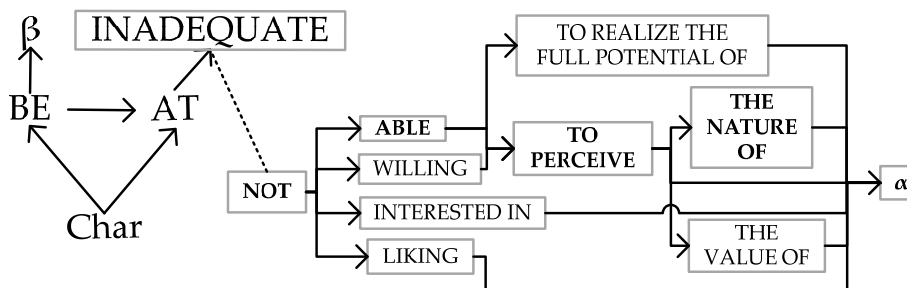 β
INADEQUATE
BE
AT
Char
NOT
ABLE
WILLING
INTERESTED IN
LIKING
TO REALIZE THE
FULL POTENTIAL OF
TO
PERCEIVE
THE
NATURE
OF
THE
VALUE OF
α